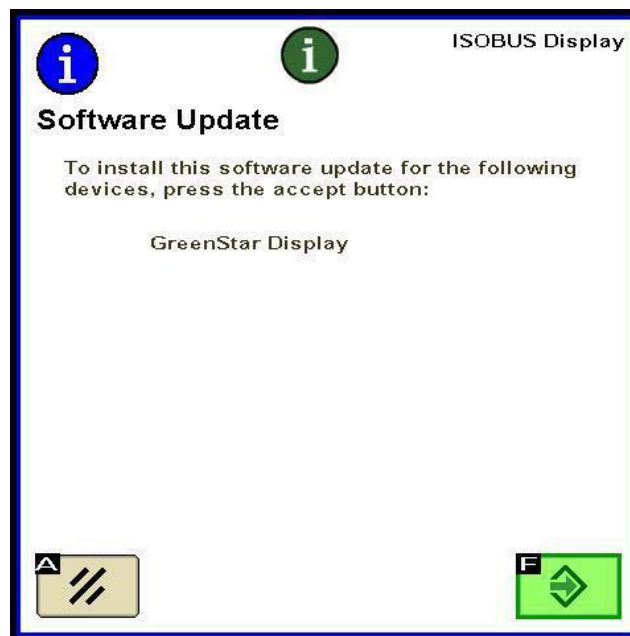 ISOBUS Display
Software Update
To install this software update for the following
devices, press the accept button:
GreenStar Display
A
F